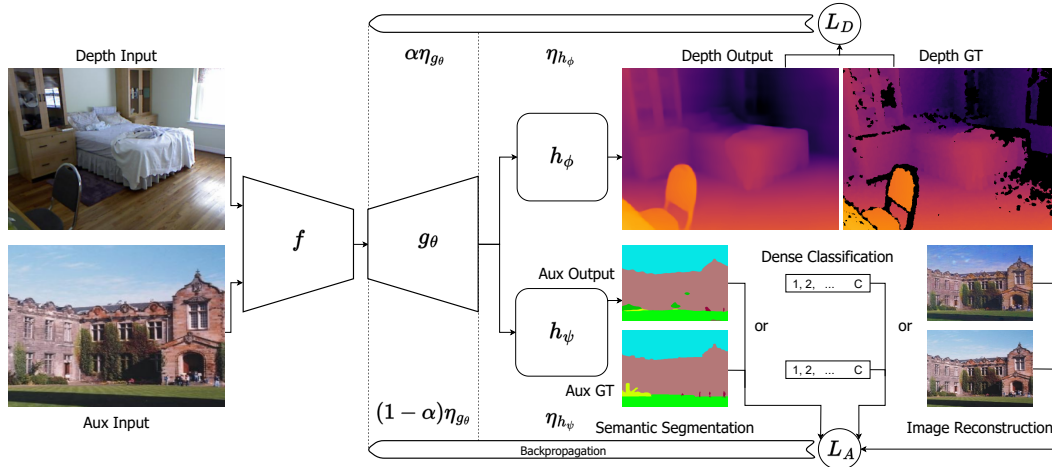 L_D
αη_{g_θ}
η_{h_ϕ}
Depth Input
Depth Output
Depth GT
h_ϕ
f
g_θ
Aux Output
Dense Classification
1, 2, ... C
or
or
h_ψ
1, 2, ... C
Aux GT
Aux Input
(1 − α)η_{g_θ}
η_{h_ψ}
Semantic Segmentation
Image Reconstruction
Backpropagation
L_A